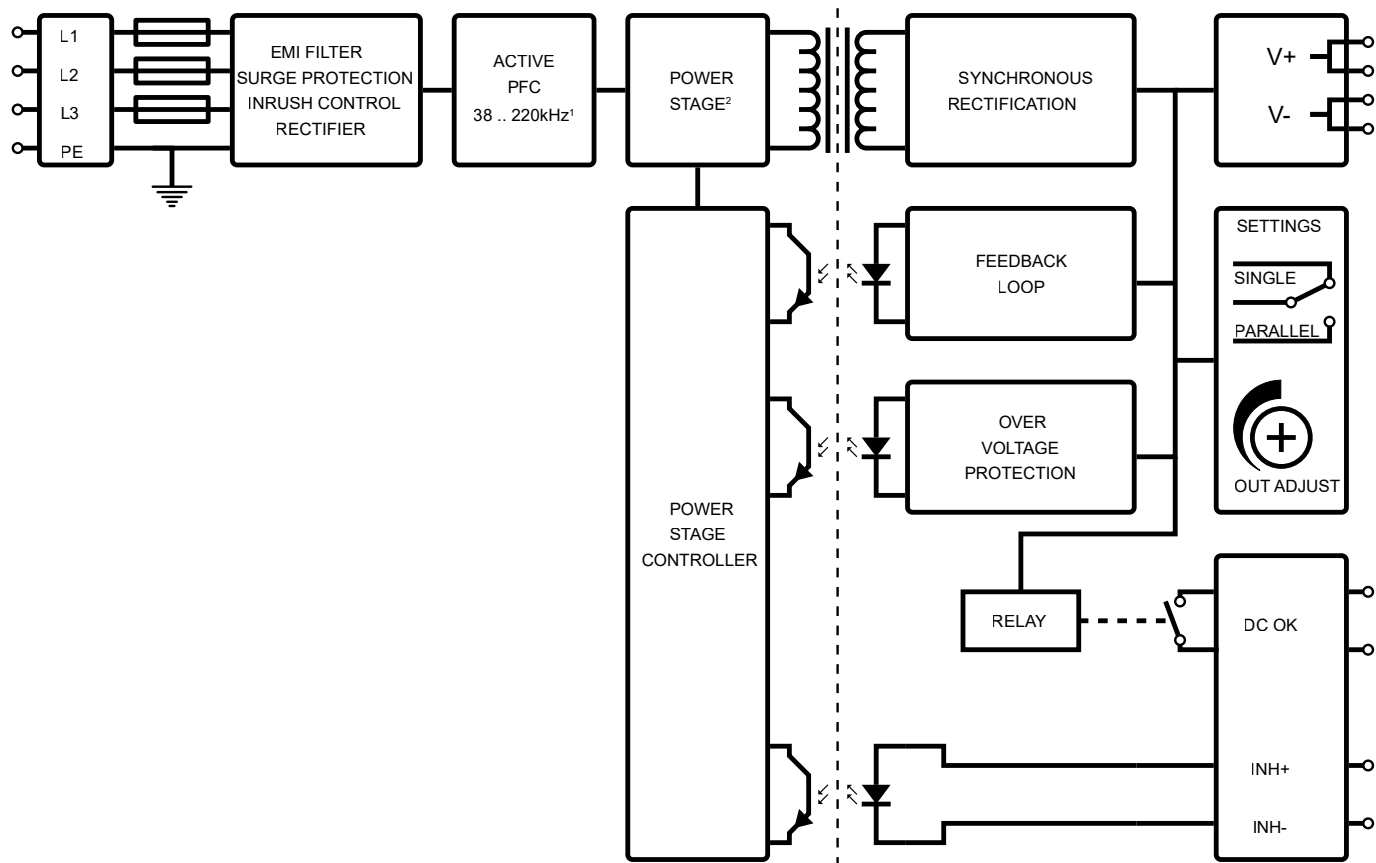 L1
L2
L3
PE
EMI FILTER
SURGE PROTECTION
INRUSH CONTROL
RECTIFIER
ACTIVE
PFC
38 .. 220kHz¹
POWER
STAGE²
SYNCHRONOUS
RECTIFICATION
V+
V-
FEEDBACK
LOOP
SETTINGS
SINGLE
PARALLEL
OUT ADJUST
OVER
VOLTAGE
PROTECTION
POWER
STAGE
CONTROLLER
RELAY
DC OK
INH+
INH-